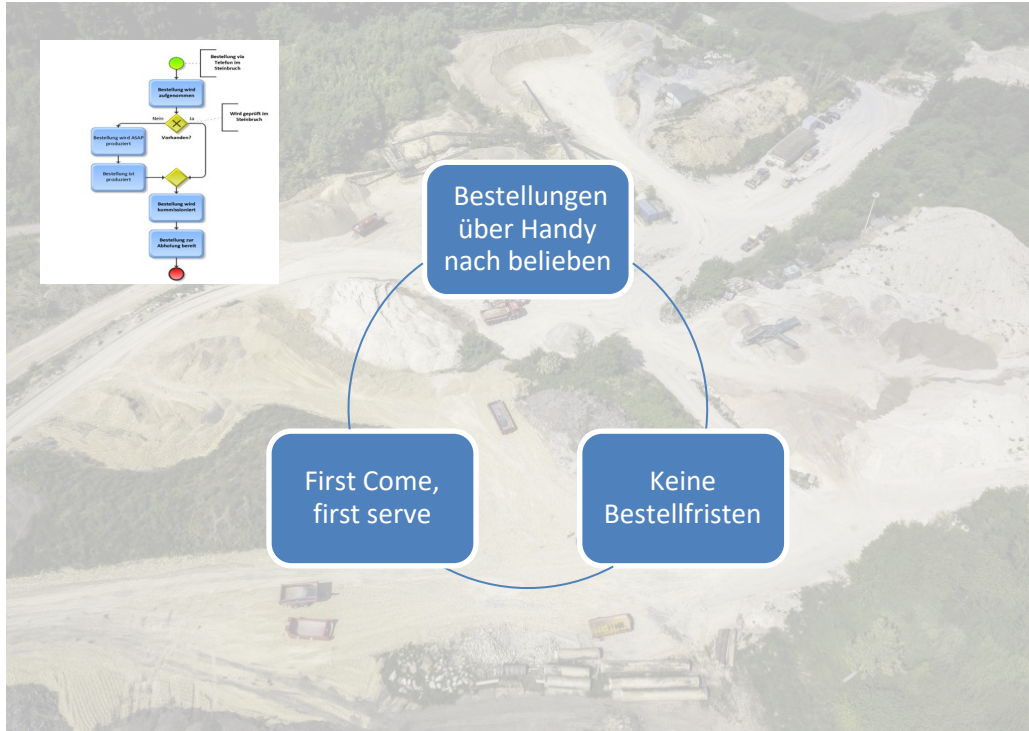 Bestellung via
Telefon im
Steinbruch
Bestellung wird
aufgenommen
Nein
Ja
Wird geprüft im
Steinbruch
Vorhanden?
Bestellung wird ASAP
produziert
Bestellung ist
produziert
Bestellung wird
kommissioniert
Bestellung zur
Abholung bereit
Bestellungen
über Handy
nach belieben
First Come,
first serve
Keine
Bestellfristen